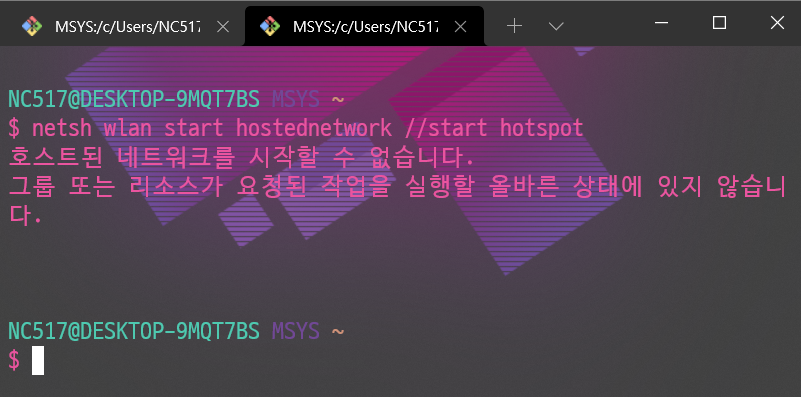 MSYS:/c/Users/NC517
MSYS:/c/Users/NC517
NC517@DESKTOP-9MQT7BS MSYS ~
$ netsh wlan start hostednetwork //start hotspot
호스트된 네트워크를 시작할 수 없습니다.
그룹 또는 리소스가 요청된 작업을 실행할 올바른 상태에 있지 않습니
다.
NC517@DESKTOP-9MQT7BS MSYS ~
$